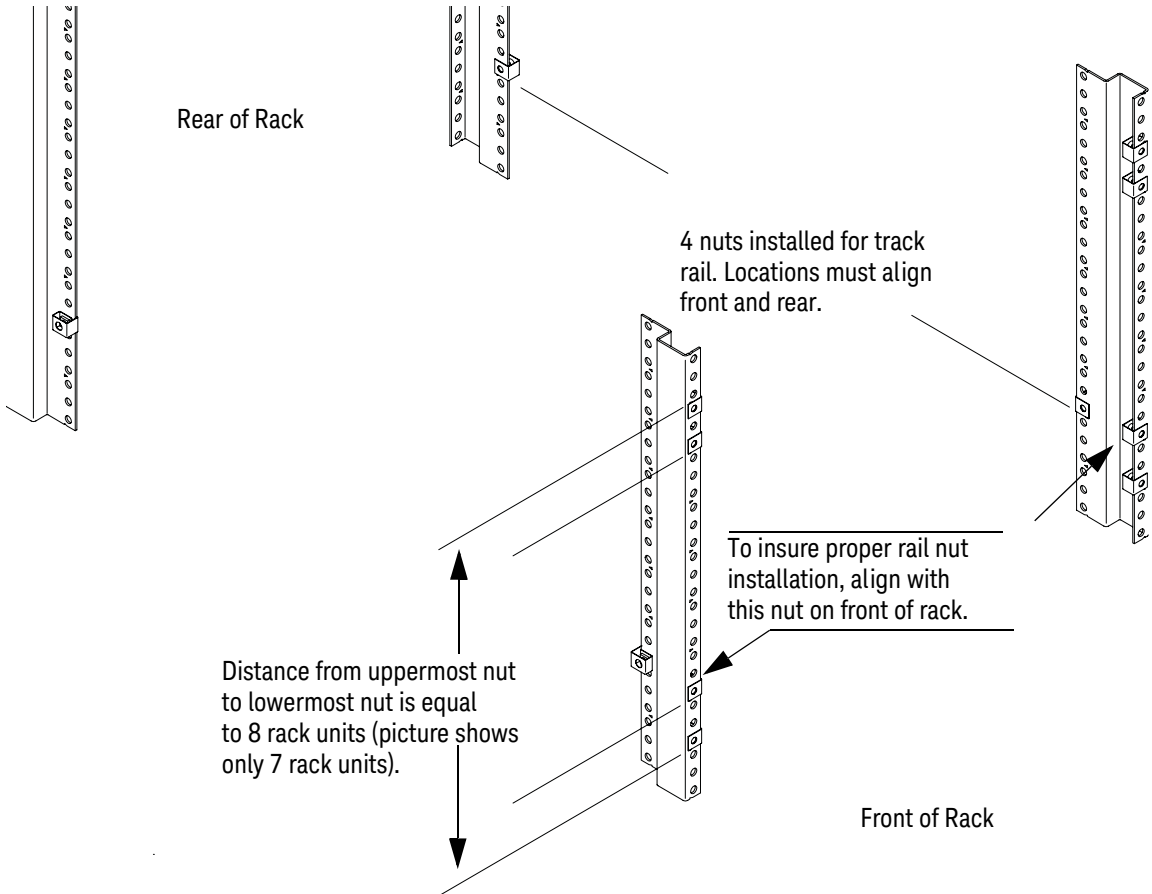 Rear of Rack
4 nuts installed for track
rail. Locations must align
front and rear.
To insure proper rail nut
installation, align with
this nut on front of rack.
Distance from uppermost nut
to lowermost nut is equal
to 8 rack units (picture shows
only 7 rack units).
Front of Rack